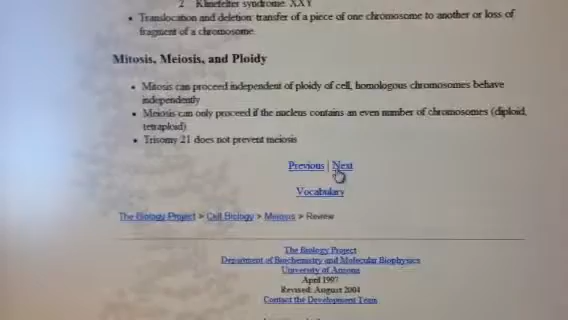 2 Klinefelter syndrome: XXY
• Translocation and deletion: transfer of a piece of one chromosome to another or loss of
fragment of a chromosome.
Mitosis, Meiosis, and Ploidy
• Mitosis can proceed independent of ploidy of cell, homologous chromosomes behave
independently
• Meiosis can only proceed if the nucleus contains an even number of chromosomes (diploid,
tetraploid).
• Trisomy 21 does not prevent meiosis
Previous | Next
Vocabulary
The Biology Project > Cell Biology > Meiosis > Review
The Biology Project
Department of Biochemistry and Molecular Biophysics
University of Arizona
April 1997
Revised: August 2004
Contact the Development Team